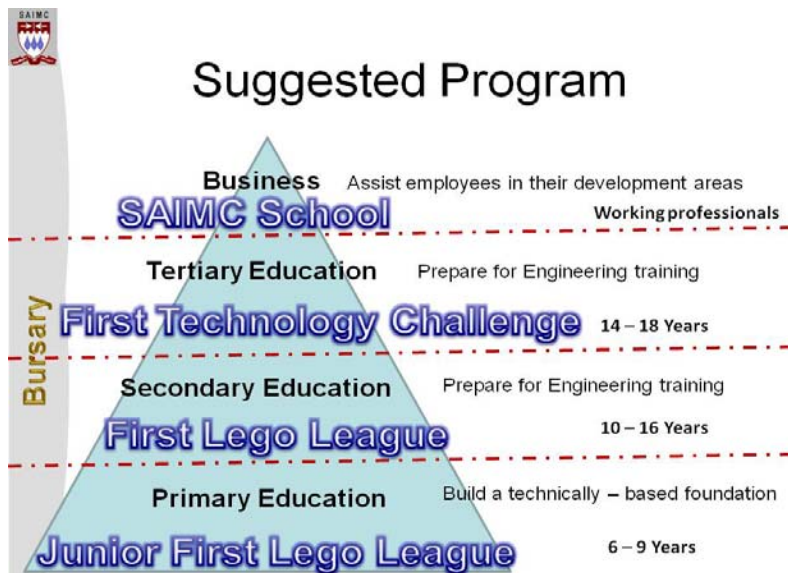 SAIMC
Suggested Program
Business Assist employees in their development areas
SAIMC School Working professionals
Tertiary Education Prepare for Engineering training
First Technology Challenge 14 – 18 Years
Secondary Education Prepare for Engineering training
First Lego League 10 – 16 Years
Primary Education Build a technically – based foundation
Junior First Lego League 6 – 9 Years
Bursary